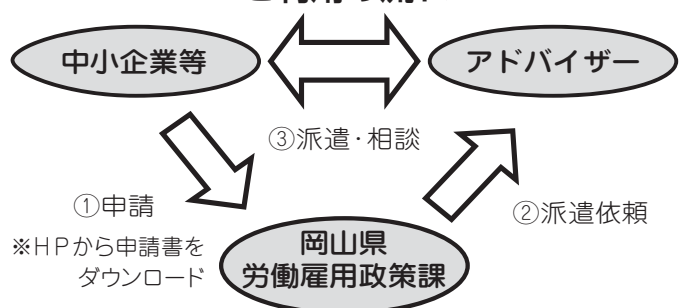 中小企業等
アドバイザー
③派遣・相談
①申請
②派遣依頼
※HPから申請書を
ダウンロード
岡山県
労働雇用政策課